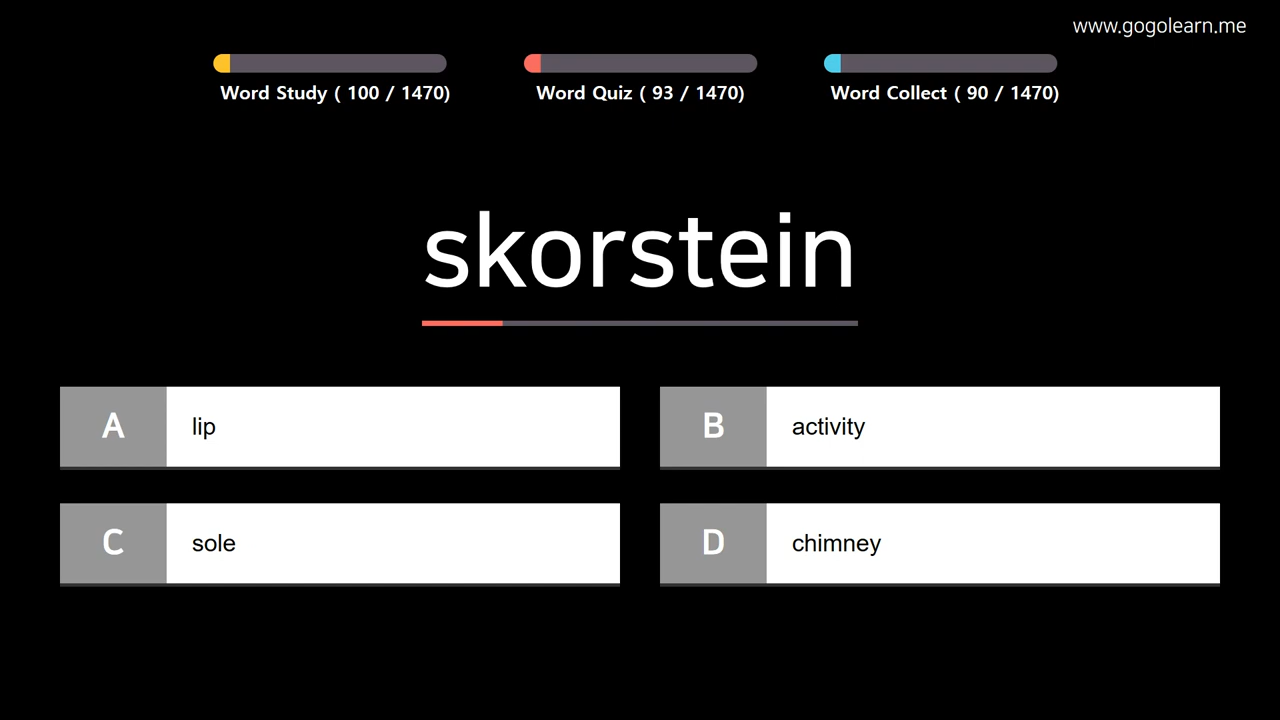 www.gogolearn.me
Word Study ( 100 / 1470)
Word Quiz ( 93 / 1470)
Word Collect ( 90 / 1470)
skorstein
A lip
B activity
C sole
D chimney